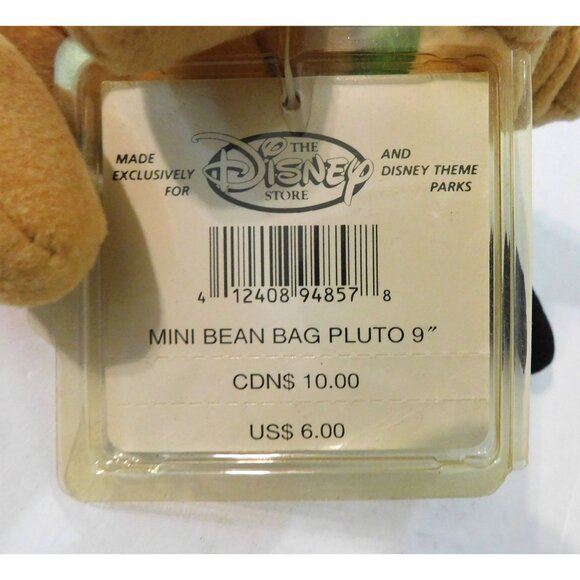 MADE
EXCLUSIVELY
FOR
THE
Disney
STORE
AND
DISNEY THEME
PARKS
4 12408 94857 8
MINI BEAN BAG PLUTO 9"
CDN$ 10.00
US$ 6.00